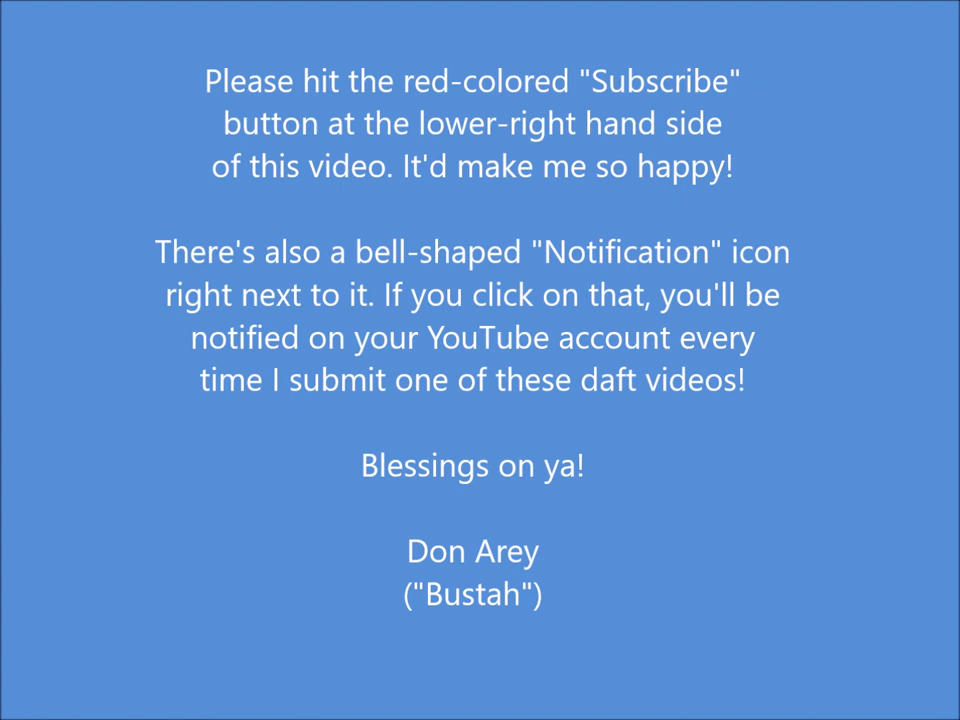 Please hit the red-colored "Subscribe"
button at the lower-right hand side
of this video. It'd make me so happy!
There's also a bell-shaped "Notification" icon
right next to it. If you click on that, you'll be
notified on your YouTube account every
time I submit one of these daft videos!
Blessings on ya!
Don Arey
("Bustah")